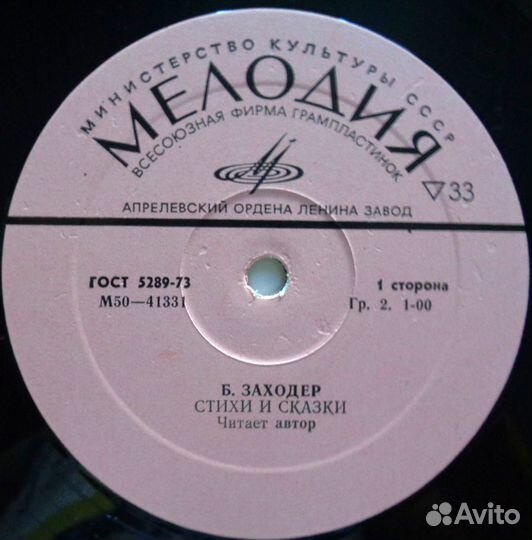 МИНИСТЕРСТВО КУЛЬТУРЫ СССР
МЕЛОДИЯ
ВСЕСОЮЗНАЯ ФИРМА ГРАМПЛАСТИНОК
33
АПРЕЛЕВСКИЙ ОРДЕНА ЛЕНИНА ЗАВОД
ГОСТ 5289-73
М50—41331
1 сторона
Гр. 2. 1-00
Б. ЗАХОДЕР
СТИХИ И СКАЗКИ
Читает автор
Avito